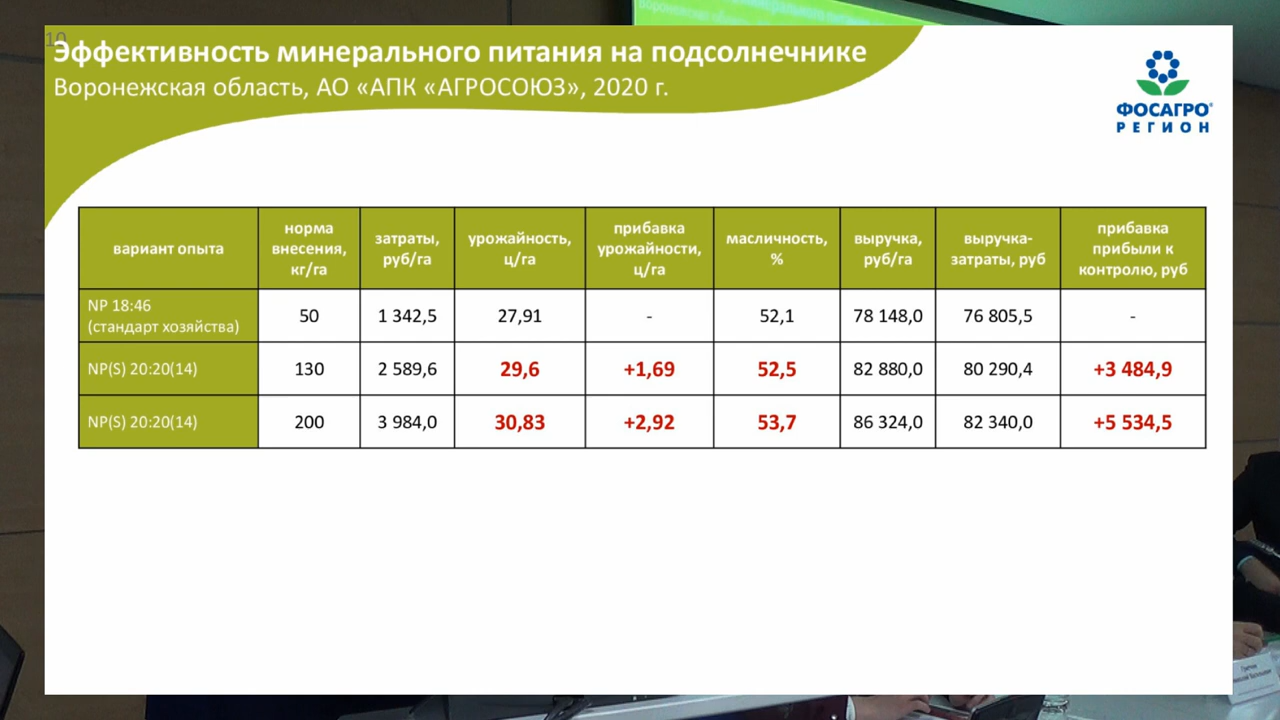 10
Эффективность минерального питания на подсолнечнике
Воронежская область, АО «АПК «АГРОСОЮЗ», 2020 г.
ФОСАГРО®
РЕГИОН
вариант опыта
норма
внесения,
кг/га
затраты,
руб/га
урожайность,
ц/га
прибавка
урожайности,
ц/га
масличность,
%
выручка,
руб/га
выручка-
затраты, руб
прибавка
прибыли к
контролю, руб
NP 18:46
(стандарт хозяйства)
50
1 342,5
27,91
-
52,1
78 148,0
76 805,5
-
NP(S) 20:20(14)
130
2 589,6
29,6
+1,69
52,5
82 880,0
80 290,4
+3 484,9
NP(S) 20:20(14)
200
3 984,0
30,83
+2,92
53,7
86 324,0
82 340,0
+5 534,5